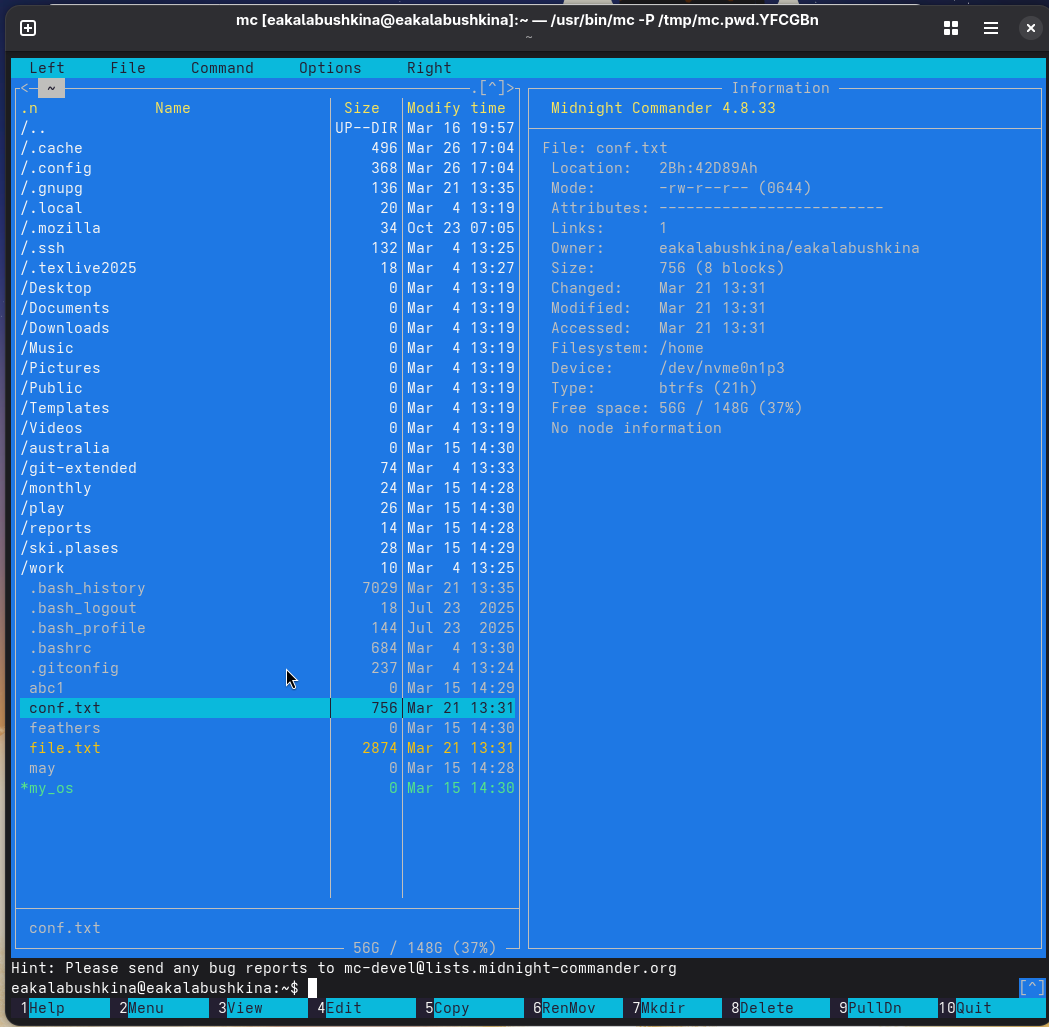 mc [eakalabushkina@eakalabushkina]:~ — /usr/bin/mc -P /tmp/mc.pwd.YFCGBn
~
Left File Command Options Right
<─ ~ ─.[^]>
.n Name Size Modify time
/.. UP--DIR Mar 16 19:57
/.cache 496 Mar 26 17:04
/.config 368 Mar 26 17:04
/.gnupg 136 Mar 21 13:35
/.local 20 Mar 4 13:19
/.mozilla 34 Oct 23 07:05
/.ssh 132 Mar 4 13:25
/.texlive2025 18 Mar 4 13:27
/Desktop 0 Mar 4 13:19
/Documents 0 Mar 4 13:19
/Downloads 0 Mar 4 13:19
/Music 0 Mar 4 13:19
/Pictures 0 Mar 4 13:19
/Public 0 Mar 4 13:19
/Templates 0 Mar 4 13:19
/Videos 0 Mar 4 13:19
/australia 0 Mar 15 14:30
/git-extended 74 Mar 4 13:33
/monthly 24 Mar 15 14:28
/play 26 Mar 15 14:30
/reports 14 Mar 15 14:28
/ski.plases 28 Mar 15 14:29
/work 10 Mar 4 13:25
.bash_history 7029 Mar 21 13:35
.bash_logout 18 Jul 23 2025
.bash_profile 144 Jul 23 2025
.bashrc 684 Mar 4 13:30
.gitconfig 237 Mar 4 13:24
abc1 0 Mar 15 14:29
conf.txt 756 Mar 21 13:31
feathers 0 Mar 15 14:30
file.txt 2874 Mar 21 13:31
may 0 Mar 15 14:28
*my_os 0 Mar 15 14:30
conf.txt
56G / 148G (37%)
Information
Midnight Commander 4.8.33
File: conf.txt
Location: 2Bh:42D89Ah
Mode: -rw-r--r-- (0644)
Attributes: -------------------------
Links: 1
Owner: eakalabushkina/eakalabushkina
Size: 756 (8 blocks)
Changed: Mar 21 13:31
Modified: Mar 21 13:31
Accessed: Mar 21 13:31
Filesystem: /home
Device: /dev/nvme0n1p3
Type: btrfs (21h)
Free space: 56G / 148G (37%)
No node information
Hint: Please send any bug reports to mc-devel@lists.midnight-commander.org
eakalabushkina@eakalabushkina:~$ [^]
1Help 2Menu 3View 4Edit 5Copy 6RenMov 7Mkdir 8Delete 9PullDn 10Quit